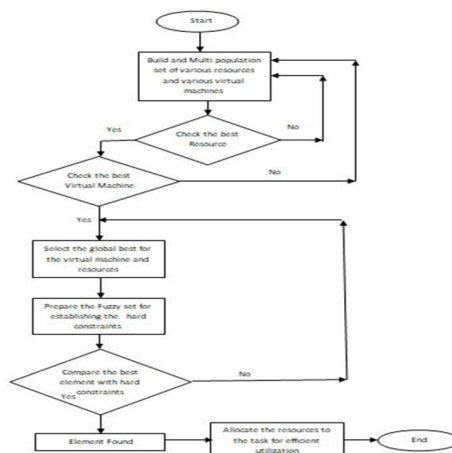 Start
Build and Multi population
set of various resources
and various virtual
machines
Yes
No
Check the best
Resource
Check the best
Virtual Machine
No
Yes
Select the global best for
the virtual machine and
resources
Prepare the Fuzzy set for
establishing the hard
constraints
Compare the best
element with hard
constraints
No
Yes
Element Found
Allocate the resources to
the task for efficient
utilization
End